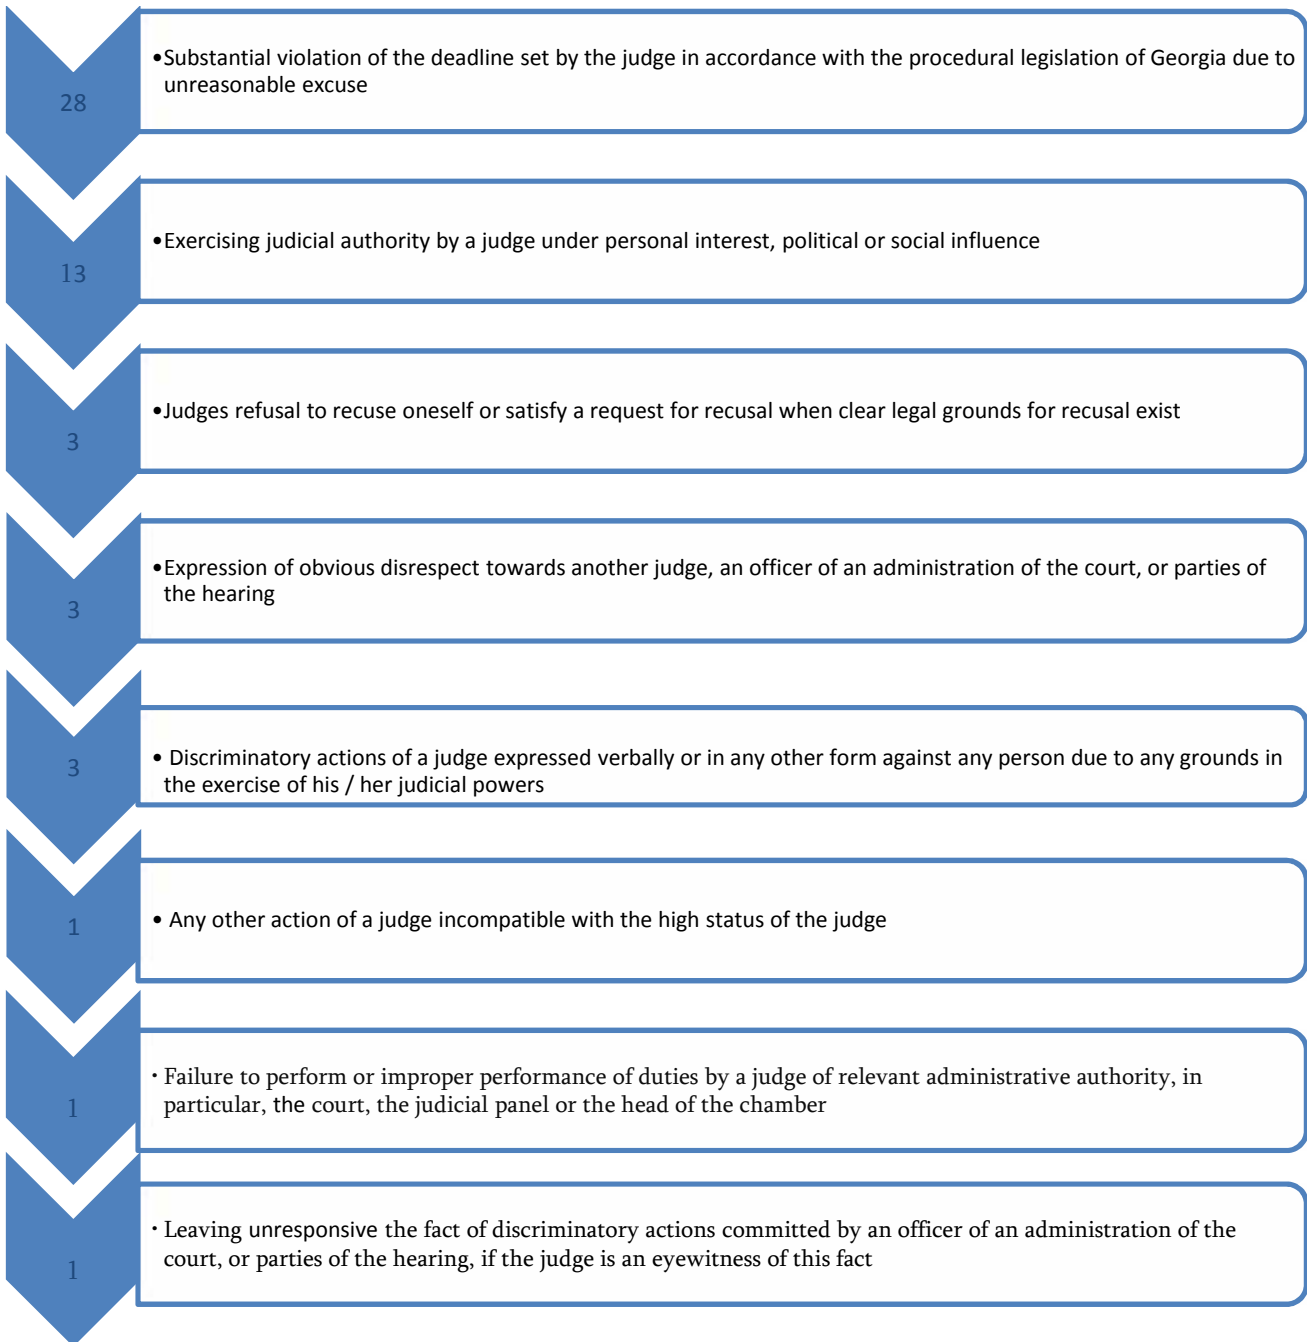 •Substantial violation of the deadline set by the judge in accordance with the procedural legislation of Georgia due to
unreasonable excuse
28
•Exercising judicial authority by a judge under personal interest, political or social influence
13
•Judges refusal to recuse oneself or satisfy a request for recusal when clear legal grounds for recusal exist
3
•Expression of obvious disrespect towards another judge, an officer of an administration of the court, or parties of
the hearing
3
• Discriminatory actions of a judge expressed verbally or in any other form against any person due to any grounds in
the exercise of his / her judicial powers
3
• Any other action of a judge incompatible with the high status of the judge
1
· Failure to perform or improper performance of duties by a judge of relevant administrative authority, in
particular, the court, the judicial panel or the head of the chamber
1
· Leaving unresponsive the fact of discriminatory actions committed by an officer of an administration of the
court, or parties of the hearing, if the judge is an eyewitness of this fact
1